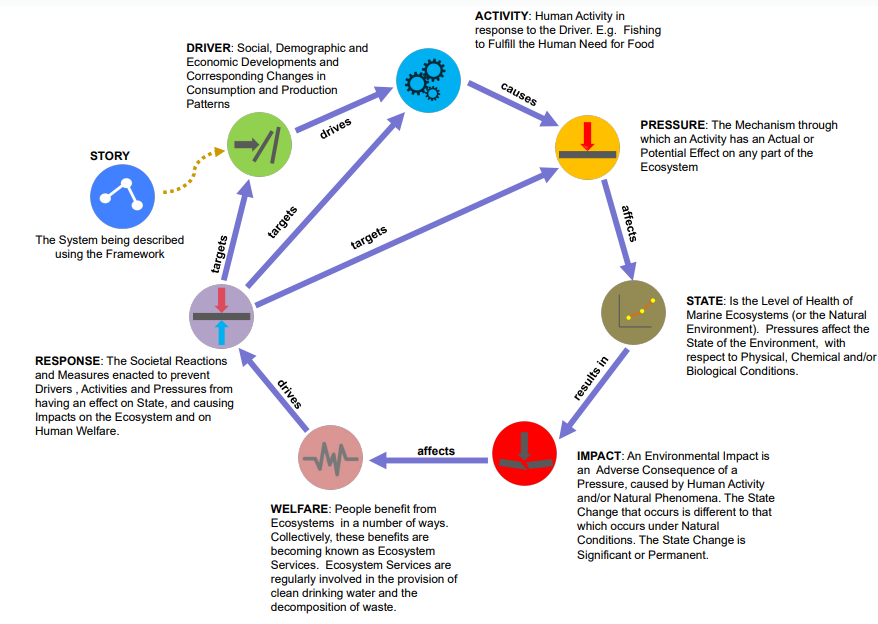 ACTIVITY: Human Activity in
response to the Driver. E.g.  Fishing
to Fulfill the Human Need for Food
DRIVER: Social, Demographic and
Economic Developments and
Corresponding Changes in
Consumption and Production
Patterns
drives
causes
PRESSURE: The Mechanism through
which an Activity has an Actual or
Potential Effect on any part of the
Ecosystem
STORY
The System being described
using the Framework
targets
targets
targets
affects
STATE: Is the Level of Health of
Marine Ecosystems (or the Natural
Environment).  Pressures affect the
State of the Environment,  with
respect to Physical, Chemical and/or
Biological Conditions.
RESPONSE: The Societal Reactions
and Measures enacted to prevent
Drivers , Activities and Pressures from
having an effect on State, and causing
Impacts on the Ecosystem and on
Human Welfare.
drives
results in
affects
IMPACT: An Environmental Impact is
an  Adverse Consequence of a
Pressure, caused by Human Activity
and/or Natural Phenomena. The State
Change that occurs is different to that
which occurs under Natural
Conditions. The State Change is
Significant or Permanent.
WELFARE: People benefit from
Ecosystems  in a number of ways.
Collectively, these benefits are
becoming known as Ecosystem
Services.  Ecosystem Services are
regularly involved in the provision of
clean drinking water and the
decomposition of waste.